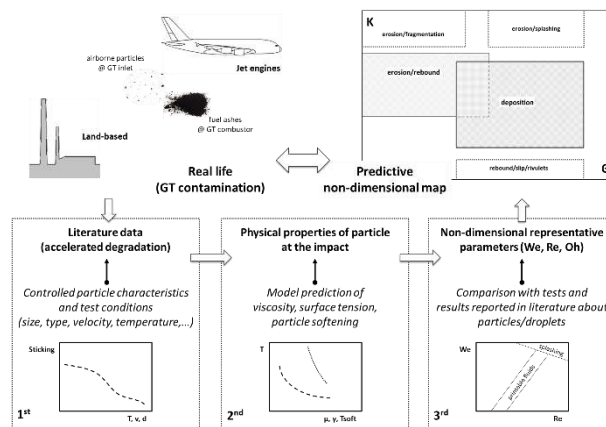 K
erosion/fragmentation
erosion/splashing
airborne particles
@ GT inlet
Jet engines
erosion/rebound
deposition
fuel ashes
@ GT combustor
Land-based
rebound/slip/rivulets
G
Real life
(GT contamination)
Predictive
non-dimensional map
Literature data
(accelerated degradation)
Physical properties of particle
at the impact
Non-dimensional representative
parameters (We, Re, Oh)
Controlled particle characteristics
and test conditions
(size, type, velocity, temperature,...)
Model prediction of
viscosity, surface tension,
particle softening
Comparison with tests and
results reported in literature about
particles/droplets
Sticking
T, v, d
1st
T
μ, γ, Tsoft
2nd
We
splashing
printable fluids
Re
3rd